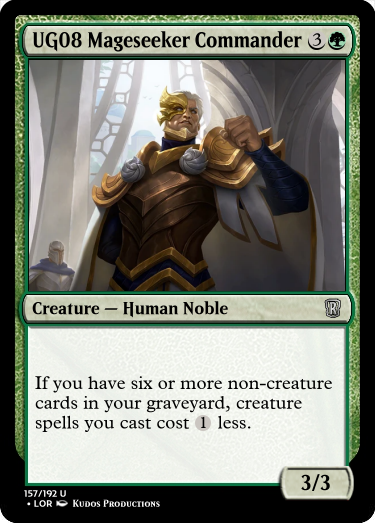 UG08 Mageseeker Commander 3
Creature — Human Noble
If you have six or more non-creature
cards in your graveyard, creature
spells you cast cost 1 less.
3/3
157/192 U
• LOR Kudos Productions